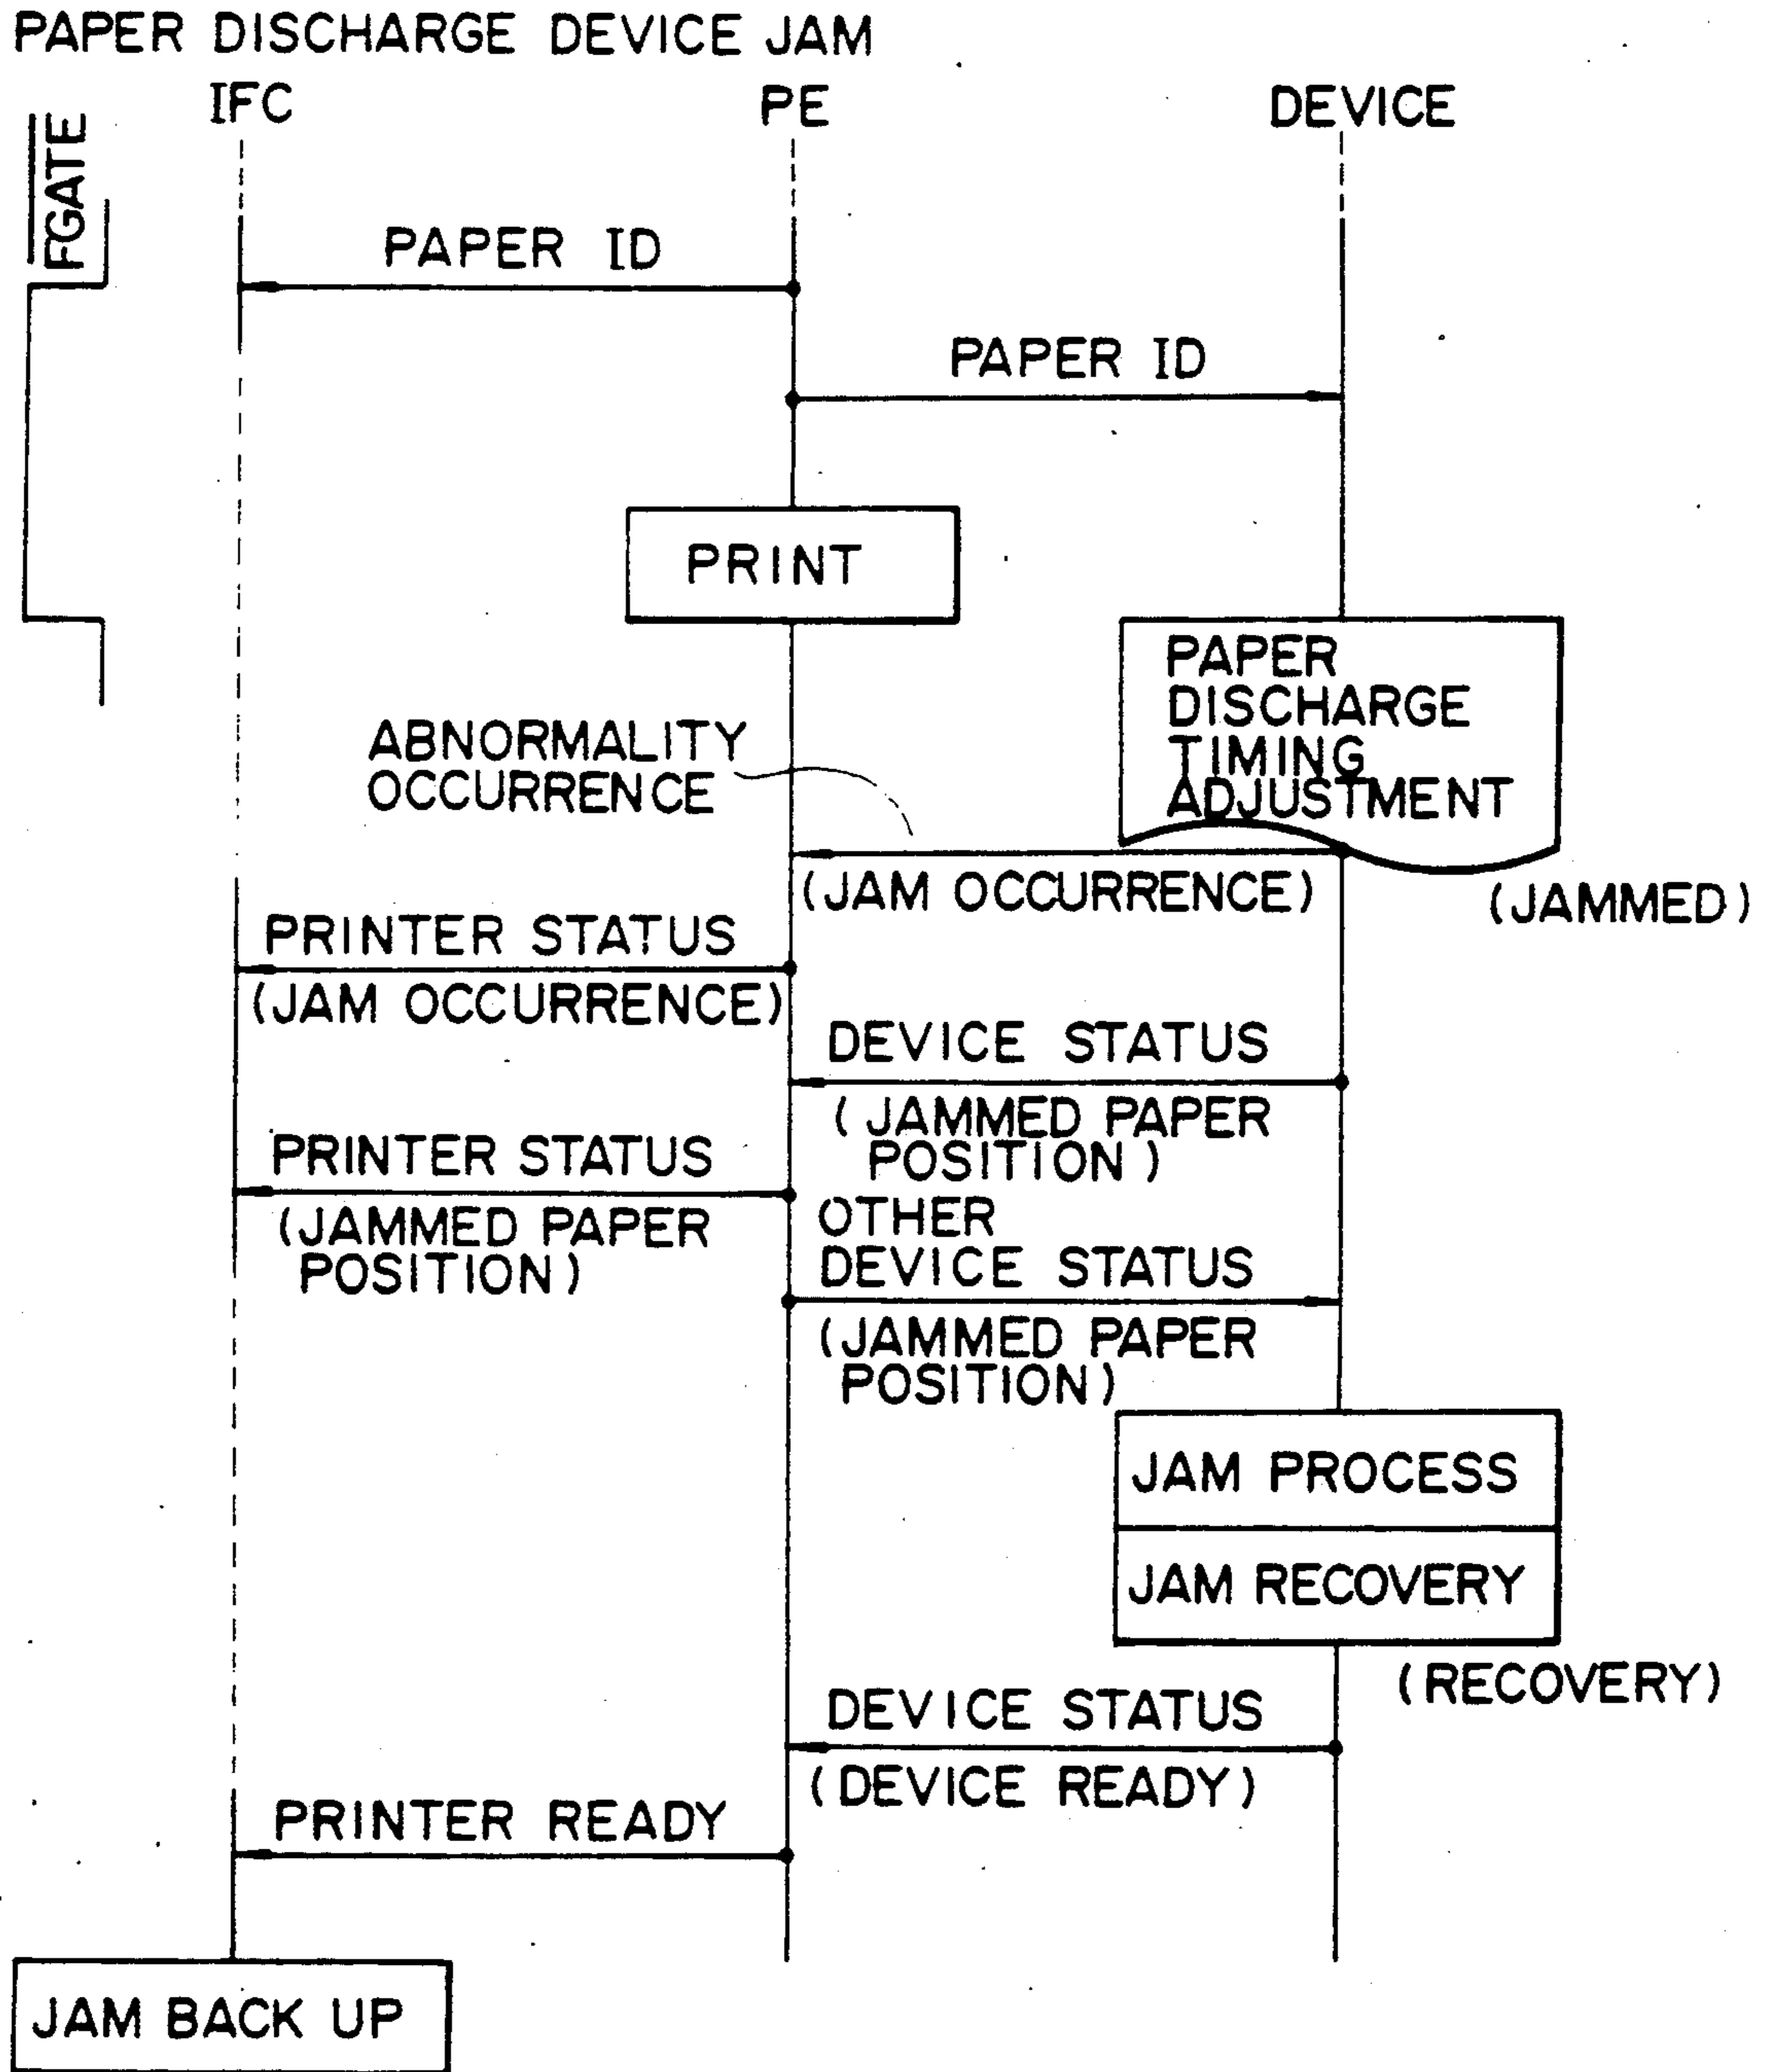 PAPER DISCHARGE DEVICE JAM
IFC
PE
DEVICE
FGATE
PAPER ID
PAPER ID
PRINT
PAPER
DISCHARGE
TIMING
ADJUSTMENT
ABNORMALITY
OCCURRENCE
(JAM OCCURRENCE)
(JAMMED)
PRINTER STATUS
(JAM OCCURRENCE)
DEVICE STATUS
(JAMMED PAPER
POSITION)
PRINTER STATUS
(JAMMED PAPER
POSITION)
OTHER
DEVICE STATUS
(JAMMED PAPER
POSITION)
JAM PROCESS
JAM RECOVERY
(RECOVERY)
DEVICE STATUS
(DEVICE READY)
PRINTER READY
JAM BACK UP